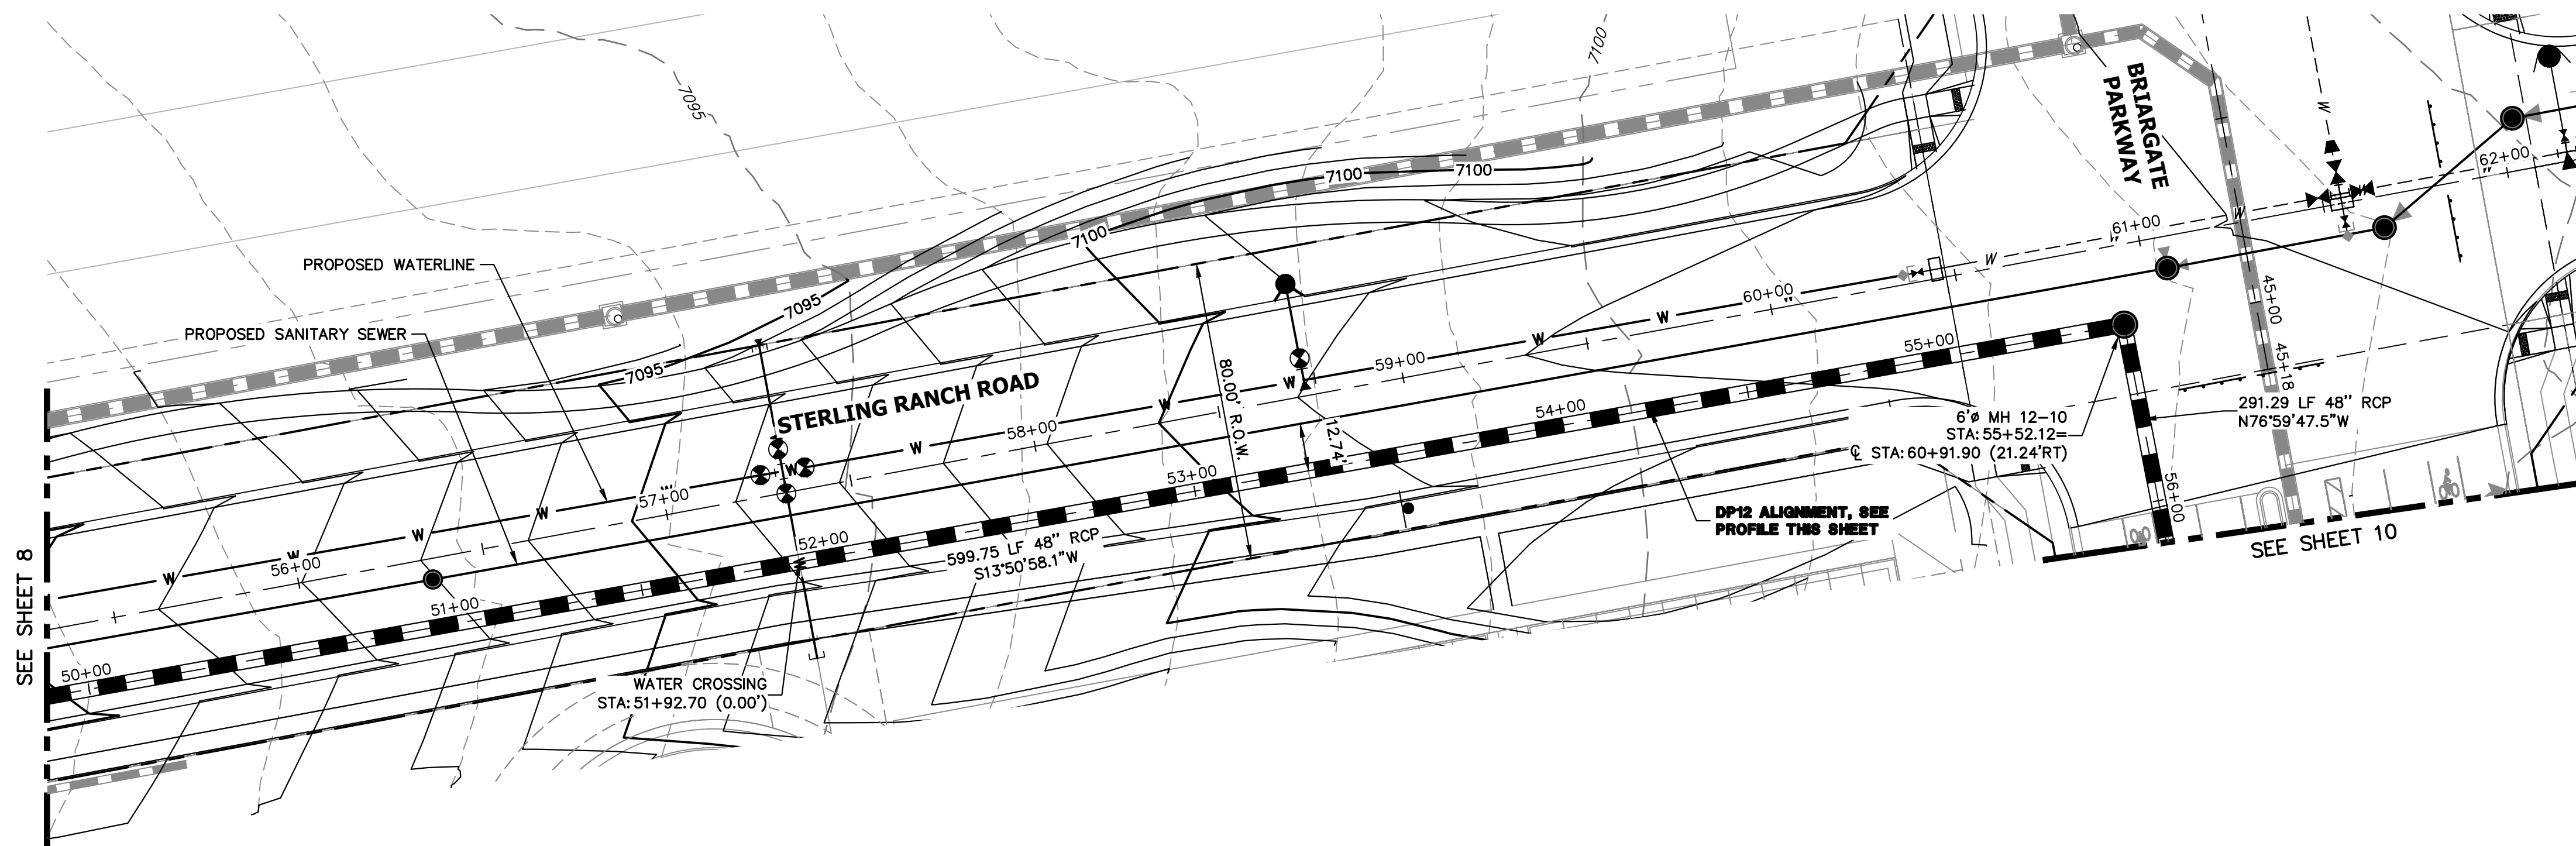 7095
7100
BRIARGATE
PARKWAY
W
62+00
7100
7100
7100
61+00
W
W
PROPOSED WATERLINE
7095
PROPOSED SANITARY SEWER
7095
60+00
W
W
W
45+00
45+18
59+00
W
W
80.00' R.O.W.
12.74'
STERLING RANCH ROAD
58+00
W
55+00
54+00
53+00
6'ø MH 12-10
STA: 55+52.12=
℄ STA: 60+91.90 (21.24'RT)
291.29 LF 48" RCP
N76°59'47.5"W
57+00
W
W
W
W
W
W
56+00
52+00
599.75 LF 48" RCP
S13°50'58.1"W
DP12 ALIGNMENT, SEE
PROFILE THIS SHEET
56+00
SEE SHEET 10
51+00
50+00
WATER CROSSING
STA: 51+92.70 (0.00')
SEE SHEET 8